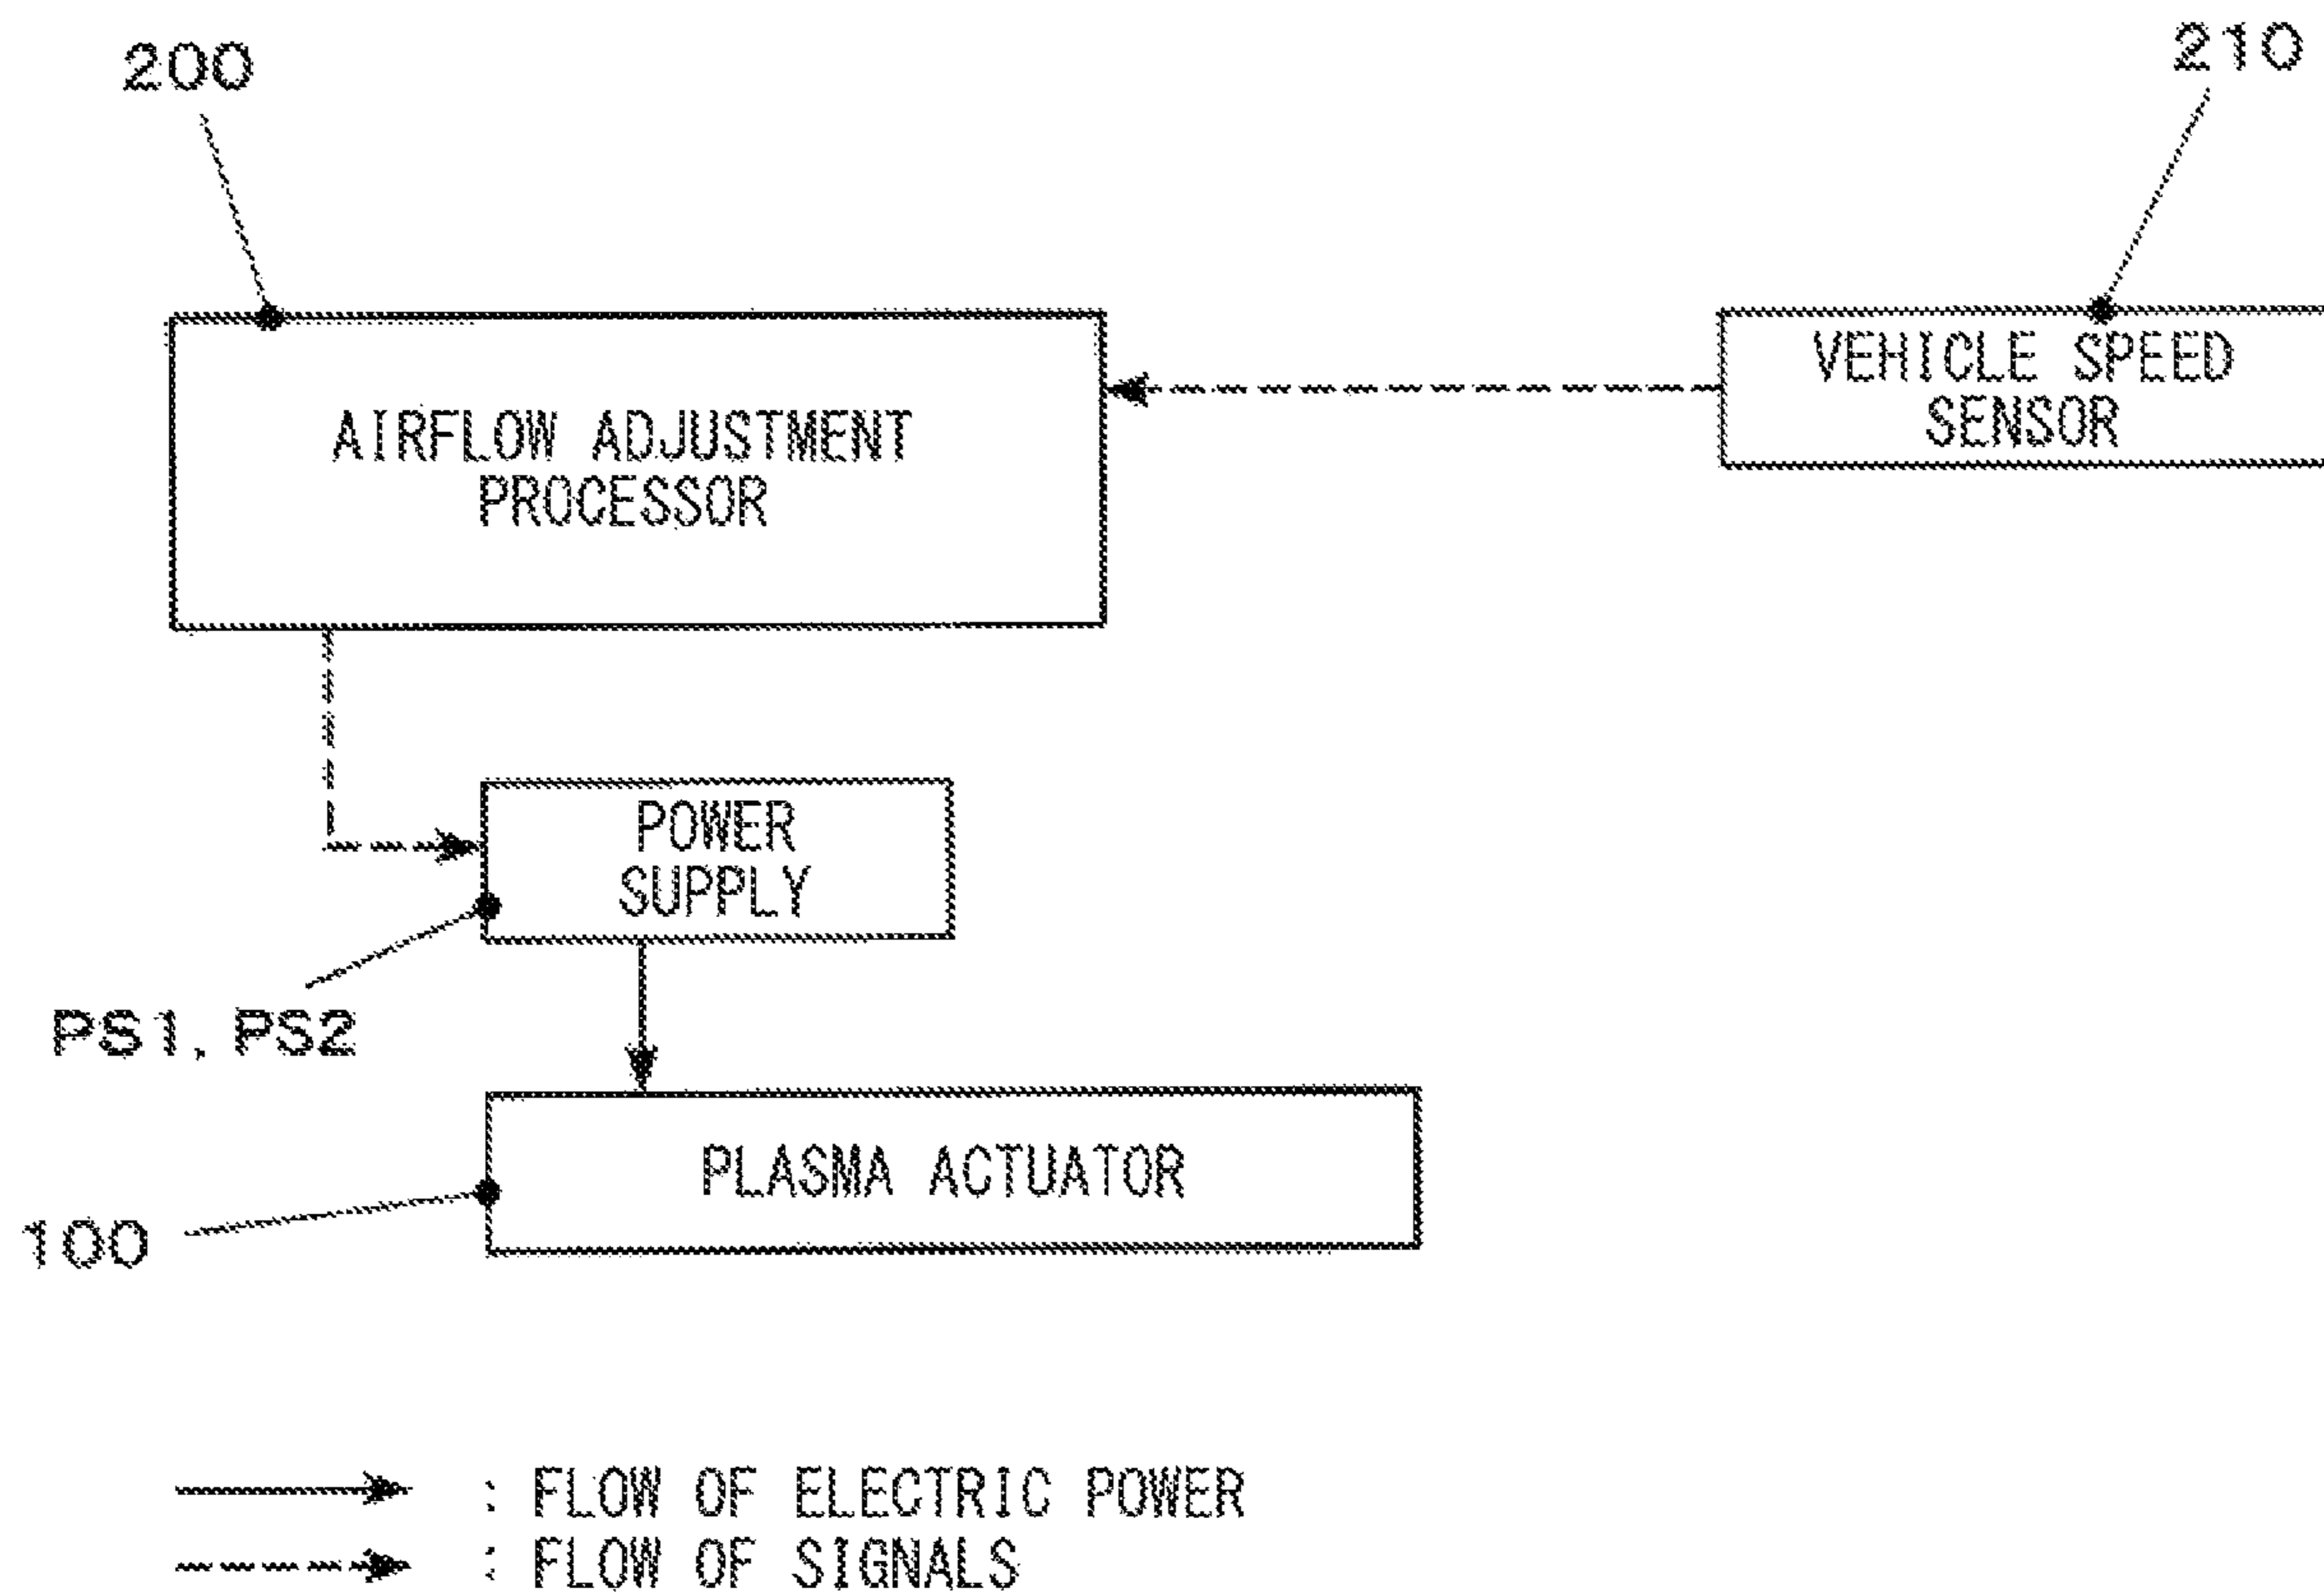 200
210
AIRFLOW ADJUSTMENT
PROCESSOR
VEHICLE SPEED
SENSOR
POWER
SUPPLY
PS1, PS2
PLASMA ACTUATOR
100
: FLOW OF ELECTRIC POWER
: FLOW OF SIGNALS